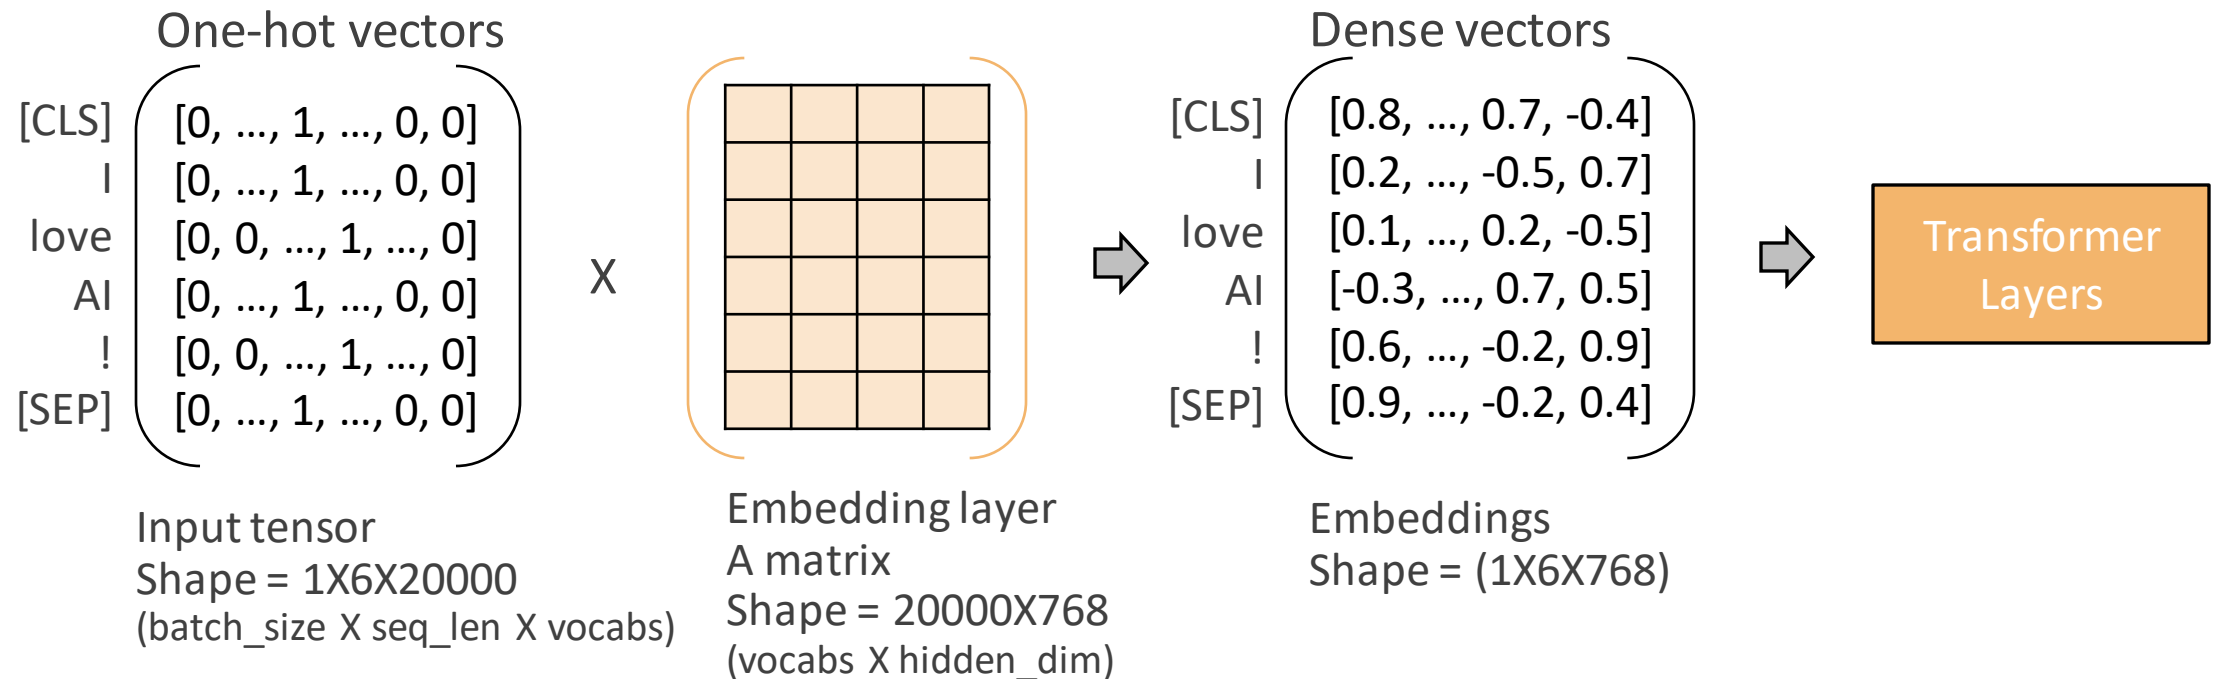 One-hot vectors
[CLS] [0, ..., 1, ..., 0, 0]
I [0, ..., 1, ..., 0, 0]
love [0, 0, ..., 1, ..., 0]
AI [0, ..., 1, ..., 0, 0]
! [0, 0, ..., 1, ..., 0]
[SEP] [0, ..., 1, ..., 0, 0]
Input tensor
Shape = 1X6X20000
(batch_size X seq_len X vocabs)
X
Embedding layer
A matrix
Shape = 20000X768
(vocabs X hidden_dim)
Dense vectors
[CLS] [0.8, ..., 0.7, -0.4]
I [0.2, ..., -0.5, 0.7]
love [0.1, ..., 0.2, -0.5]
AI [-0.3, ..., 0.7, 0.5]
! [0.6, ..., -0.2, 0.9]
[SEP] [0.9, ..., -0.2, 0.4]
Embeddings
Shape = (1X6X768)
Transformer
Layers